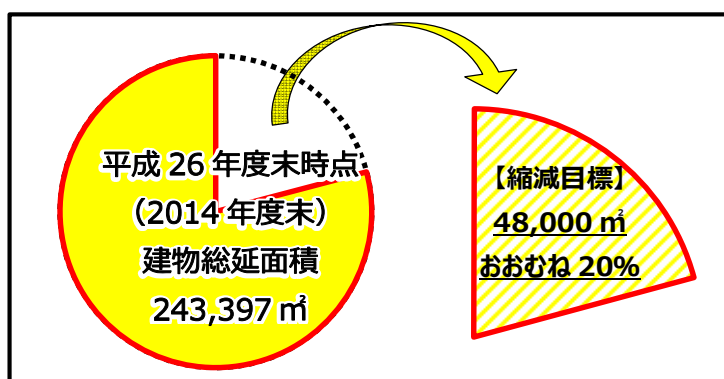 平成 26 年度末時点
（2014 年度末）
建物総延面積
243,397 ㎡
【縮減目標】
48,000 ㎡
おおむね 20%